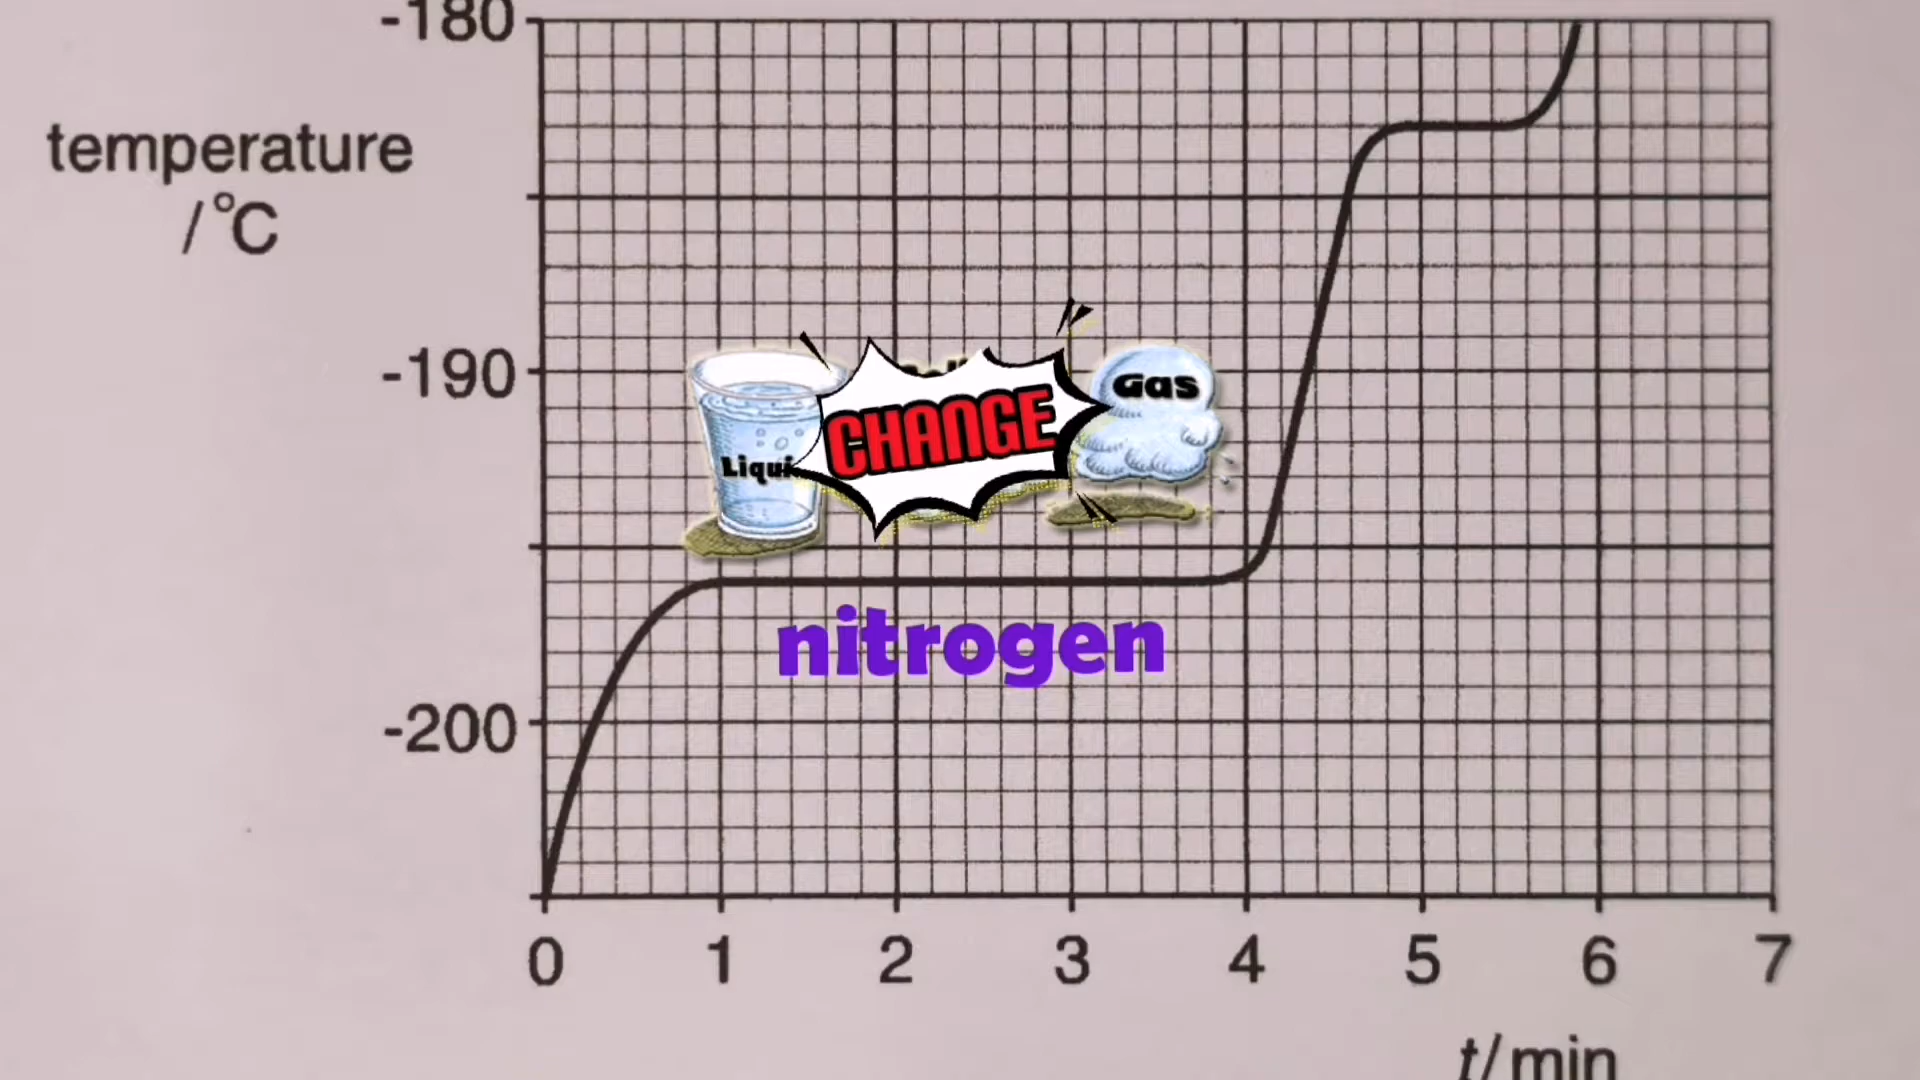 -180
temperature
/°C
-190
Gas
CHANGE
Liqui
nitrogen
-200
0 1 2 3 4 5 6 7
t/min